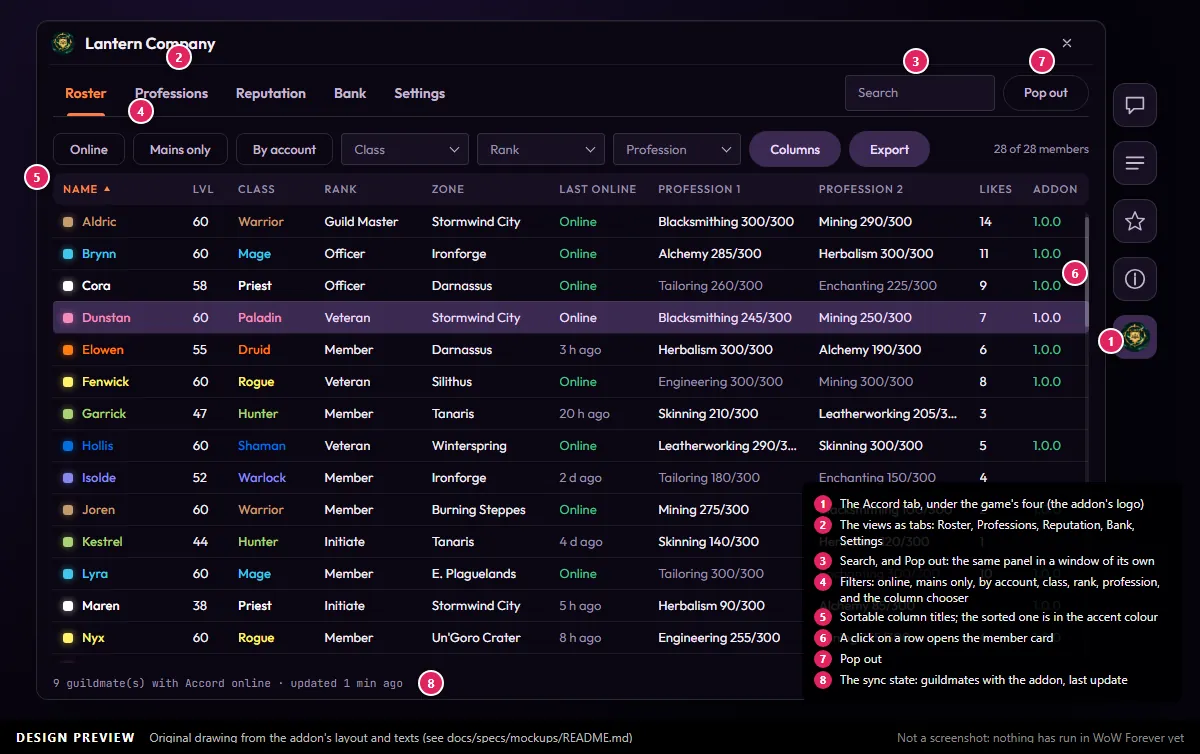 Lantern Company
2
3
7
Roster Professions Reputation Bank Settings Search Pop out
4
Online Mains only By account Class Rank Profession Columns Export 28 of 28 members
5
NAME LVL CLASS RANK ZONE LAST ONLINE PROFESSION 1 PROFESSION 2 LIKES ADDON
Aldric 60 Warrior Guild Master Stormwind City Online Blacksmithing 300/300 Mining 290/300 14 1.0.0
Brynn 60 Mage Officer Ironforge Online Alchemy 285/300 Herbalism 300/300 11 1.0.0
6
Cora 58 Priest Officer Darnassus Online Tailoring 260/300 Enchanting 225/300 9 1.0.0
Dunstan 60 Paladin Veteran Stormwind City Online Blacksmithing 245/300 Mining 250/300 7 1.0.0
1
Elowen 55 Druid Member Darnassus 3 h ago Herbalism 300/300 Alchemy 190/300 6 1.0.0
Fenwick 60 Rogue Veteran Silithus Online Engineering 300/300 Mining 300/300 8 1.0.0
Garrick 47 Hunter Member Tanaris 20 h ago Skinning 210/300 Leatherworking 205/3... 3
Hollis 60 Shaman Veteran Winterspring Online Leatherworking 290/3... Skinning 300/300 5 1.0.0
Isolde 52 Warlock Member Ironforge 2 d ago Tailoring 180/300 Enchanting 150/300 4
Joren 60 Warrior Member Burning Steppes Online Mining 275/300
Kestrel 44 Hunter Initiate Tanaris 4 d ago Skinning 140/300
Lyra 60 Mage Member E. Plaguelands Online Tailoring 300/300
Maren 38 Priest Initiate Stormwind City 5 h ago Herbalism 90/300
Nyx 60 Rogue Member Un'Goro Crater 8 h ago Engineering 255/300
1 The Accord tab, under the game's four (the addon's logo)
2 The views as tabs: Roster, Professions, Reputation, Bank,
Settings
3 Search, and Pop out: the same panel in a window of its own
4 Filters: online, mains only, by account, class, rank, profession,
and the column chooser
5 Sortable column titles; the sorted one is in the accent colour
6 A click on a row opens the member card
7 Pop out
8 The sync state: guildmates with the addon, last update
9 guildmate(s) with Accord online · updated 1 min ago 8
DESIGN PREVIEW Original drawing from the addon's layout and texts (see docs/specs/mockups/README.md) Not a screenshot: nothing has run in WoW Forever yet